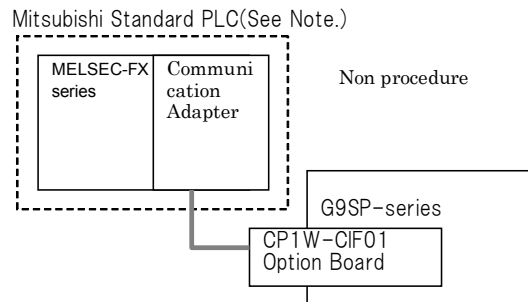 Mitsubishi Standard PLC(See Note.)
MELSEC-FX
series
Communi
cation
Adapter
Non procedure
G9SP-series
CP1W-CIF01
Option Board